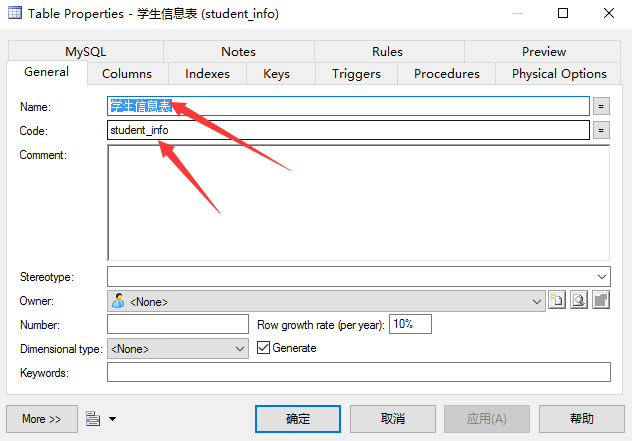 Table Properties - 学生信息表 (student_info)
MySQL Notes Rules Preview
General Columns Indexes Keys Triggers Procedures Physical Options
Name: 学生信息表 =
Code: student_info =
Comment:
Stereotype:
Owner: <None>
Number: Row growth rate (per year): 10%
Dimensional type: <None> Generate
Keywords:
More >> 确定 取消 应用(A) 帮助